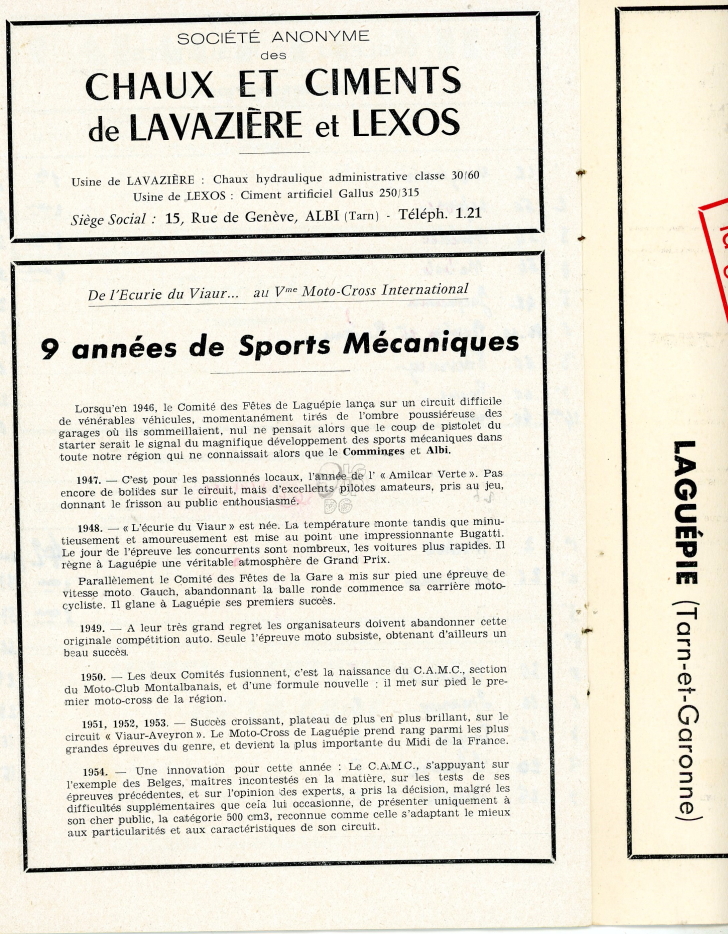 SOCIÉTÉ ANONYME
des
CHAUX ET CIMENTS
de LAVAZIÈRE et LEXOS
Usine de LAVAZIÈRE : Chaux hydraulique administrative classe 30/60
Usine de LEXOS : Ciment artificiel Gallus 250/315
Siège Social : 15, Rue de Genève, ALBI (Tarn) - Téléph. 1.21
De l'Ecurie du Viaur... au Vme Moto-Cross International
9 années de Sports Mécaniques
Lorsqu'en 1946, le Comité des Fêtes de Laguépie lança sur un circuit difficile
de vénérables véhicules, momentanément tirés de l'ombre poussiéreuse des
garages où ils sommeillaient, nul ne pensait alors que le coup de pistolet du
starter serait le signal du magnifique développement des sports mécaniques dans
toute notre région qui ne connaissait alors que le Comminges et Albi.
1947. — C'est pour les passionnés locaux, l'année de l' « Amilcar Verte ». Pas
encore de bolides sur le circuit, mais d'excellents pilotes amateurs, pris au jeu,
donnant le frisson au public enthousiasmé.
1948. — « L'écurie du Viaur » est née. La température monte tandis que minu-
tieusement et amoureusement est mise au point une impressionnante Bugatti.
Le jour de l'épreuve les concurrents sont nombreux, les voitures plus rapides. Il
règne à Laguépie une véritable atmosphère de Grand Prix.
Parallèlement le Comité des Fêtes de la Gare a mis sur pied une épreuve de
vitesse moto Gauch, abandonnant la balle ronde commence sa carrière moto-
cycliste. Il glane à Laguépie ses premiers succès.
1949. — A leur très grand regret les organisateurs doivent abandonner cette
originale compétition auto. Seule l'épreuve moto subsiste, obtenant d'ailleurs un
beau succès.
1950. — Les deux Comités fusionnent, c'est la naissance du C.A.M.C., section
du Moto-Club Montalbanais, et d'une formule nouvelle ; il met sur pied le pre-
mier moto-cross de la région.
1951, 1952, 1953. — Succès croissant, plateau de plus en plus brillant, sur le
circuit « Viaur-Aveyron ». Le Moto-Cross de Laguépie prend rang parmi les plus
grandes épreuves du genre, et devient la plus importante du Midi de la France.
1954. — Une innovation pour cette année : Le C.A.M.C., s'appuyant sur
l'exemple des Belges, maîtres incontestés en la matière, sur les tests de ses
épreuves précédentes, et sur l'opinion des experts, a pris la décision, malgré les
difficultés supplémentaires que cela lui occasionne, de présenter uniquement à
son cher public, la catégorie 500 cm3, reconnue comme celle s'adaptant le mieux
aux particularités et aux caractéristiques de son circuit.
LAGUÉPIE (Tarn-et-Garonne)